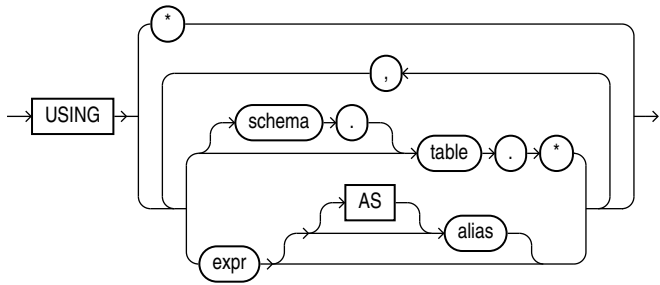 *
,
schema .
USING
table . *
AS
alias
expr